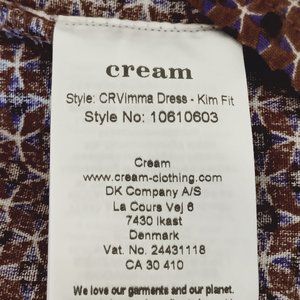 cream
Style: CRVimma Dress - Kim Fit
Style No: 10610603
Cream
www.cream-clothing.com
DK Company A/S
La Cours Vej 6
7430 Ikast
Denmark
Vat. No. 24431118
CA 30 410
We love our garments and our planet.